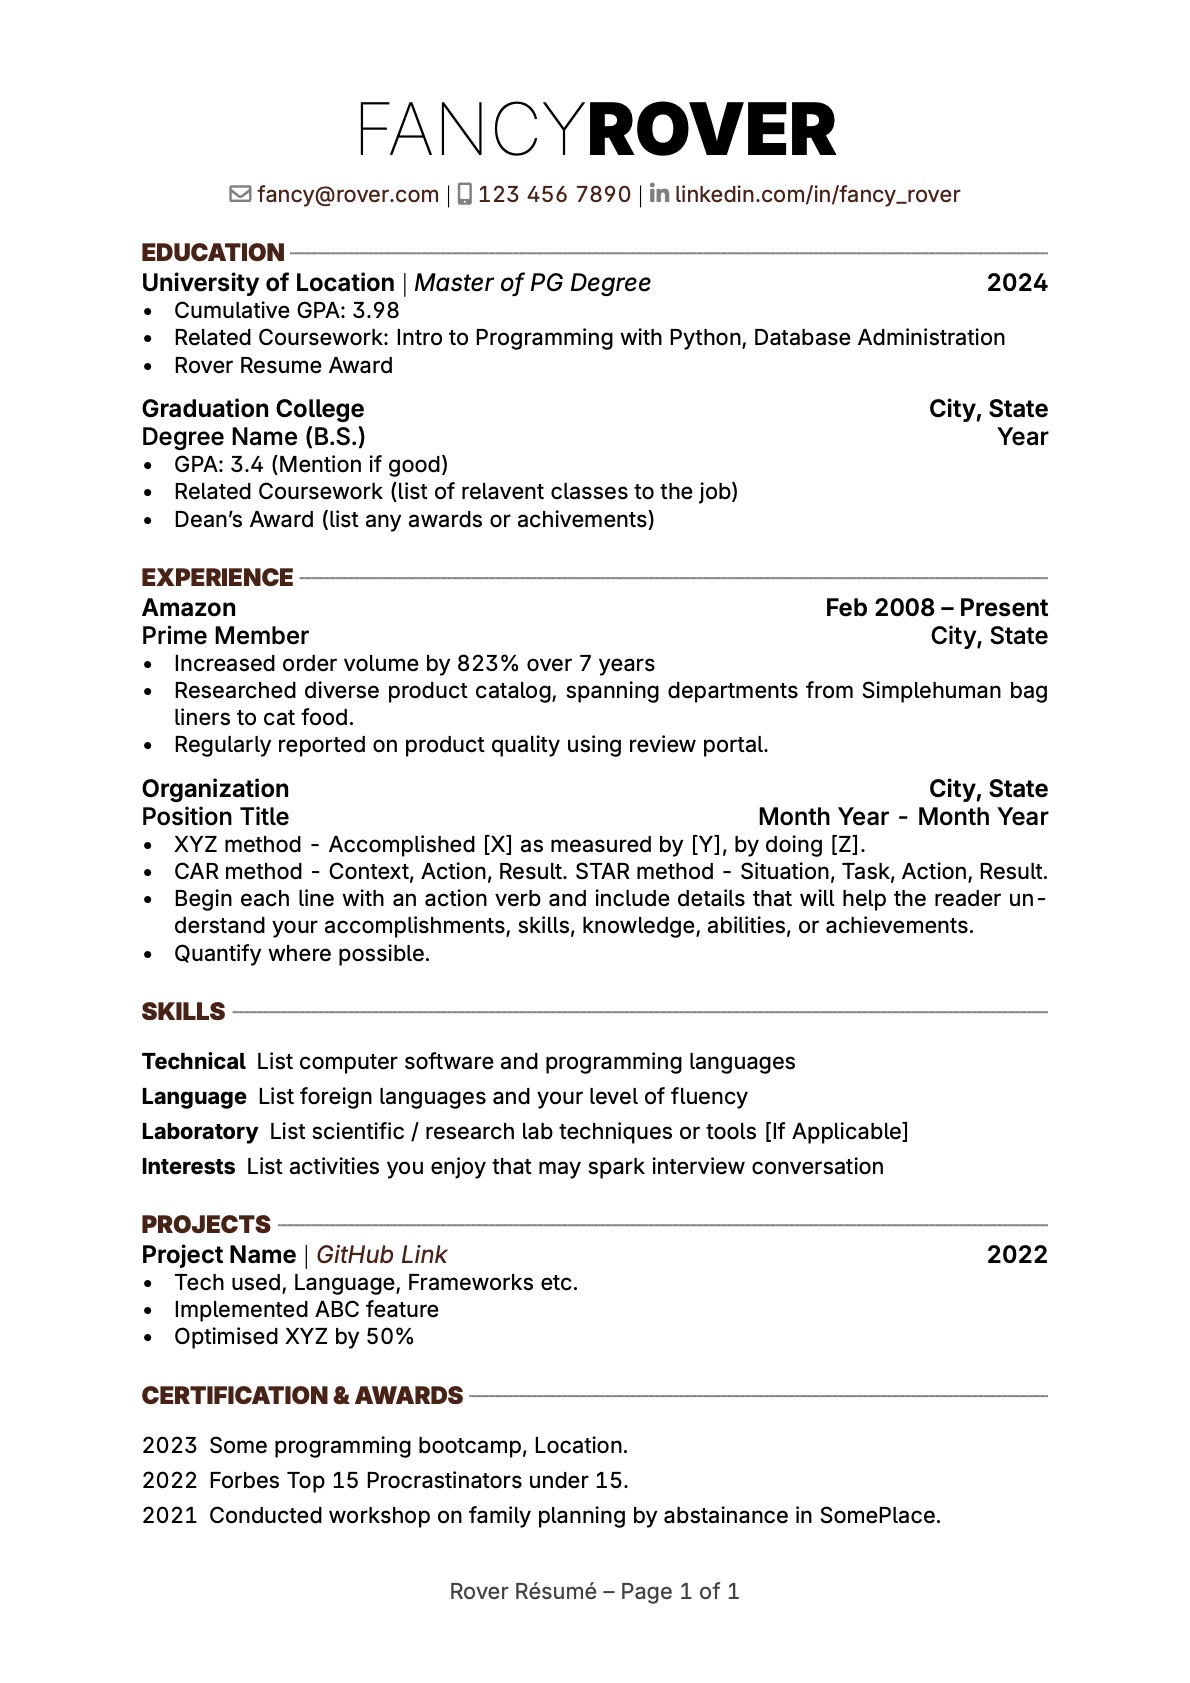 FANCYROVER
fancy@rover.com | 123 456 7890 | linkedin.com/in/fancy_rover
EDUCATION
University of Location | Master of PG Degree 2024
• Cumulative GPA: 3.98
• Related Coursework: Intro to Programming with Python, Database Administration
• Rover Resume Award
Graduation College City, State
Degree Name (B.S.) Year
• GPA: 3.4 (Mention if good)
• Related Coursework (list of relavent classes to the job)
• Dean’s Award (list any awards or achivements)
EXPERIENCE
Amazon Feb 2008 – Present
Prime Member City, State
• Increased order volume by 823% over 7 years
• Researched diverse product catalog, spanning departments from Simplehuman bag
liners to cat food.
• Regularly reported on product quality using review portal.
Organization City, State
Position Title Month Year - Month Year
• XYZ method - Accomplished [X] as measured by [Y], by doing [Z].
• CAR method - Context, Action, Result. STAR method - Situation, Task, Action, Result.
• Begin each line with an action verb and include details that will help the reader un-
derstand your accomplishments, skills, knowledge, abilities, or achievements.
• Quantify where possible.
SKILLS
Technical List computer software and programming languages
Language List foreign languages and your level of fluency
Laboratory List scientific / research lab techniques or tools [If Applicable]
Interests List activities you enjoy that may spark interview conversation
PROJECTS
Project Name | GitHub Link 2022
• Tech used, Language, Frameworks etc.
• Implemented ABC feature
• Optimised XYZ by 50%
CERTIFICATION & AWARDS
2023 Some programming bootcamp, Location.
2022 Forbes Top 15 Procrastinators under 15.
2021 Conducted workshop on family planning by abstainance in SomePlace.
Rover Résumé – Page 1 of 1